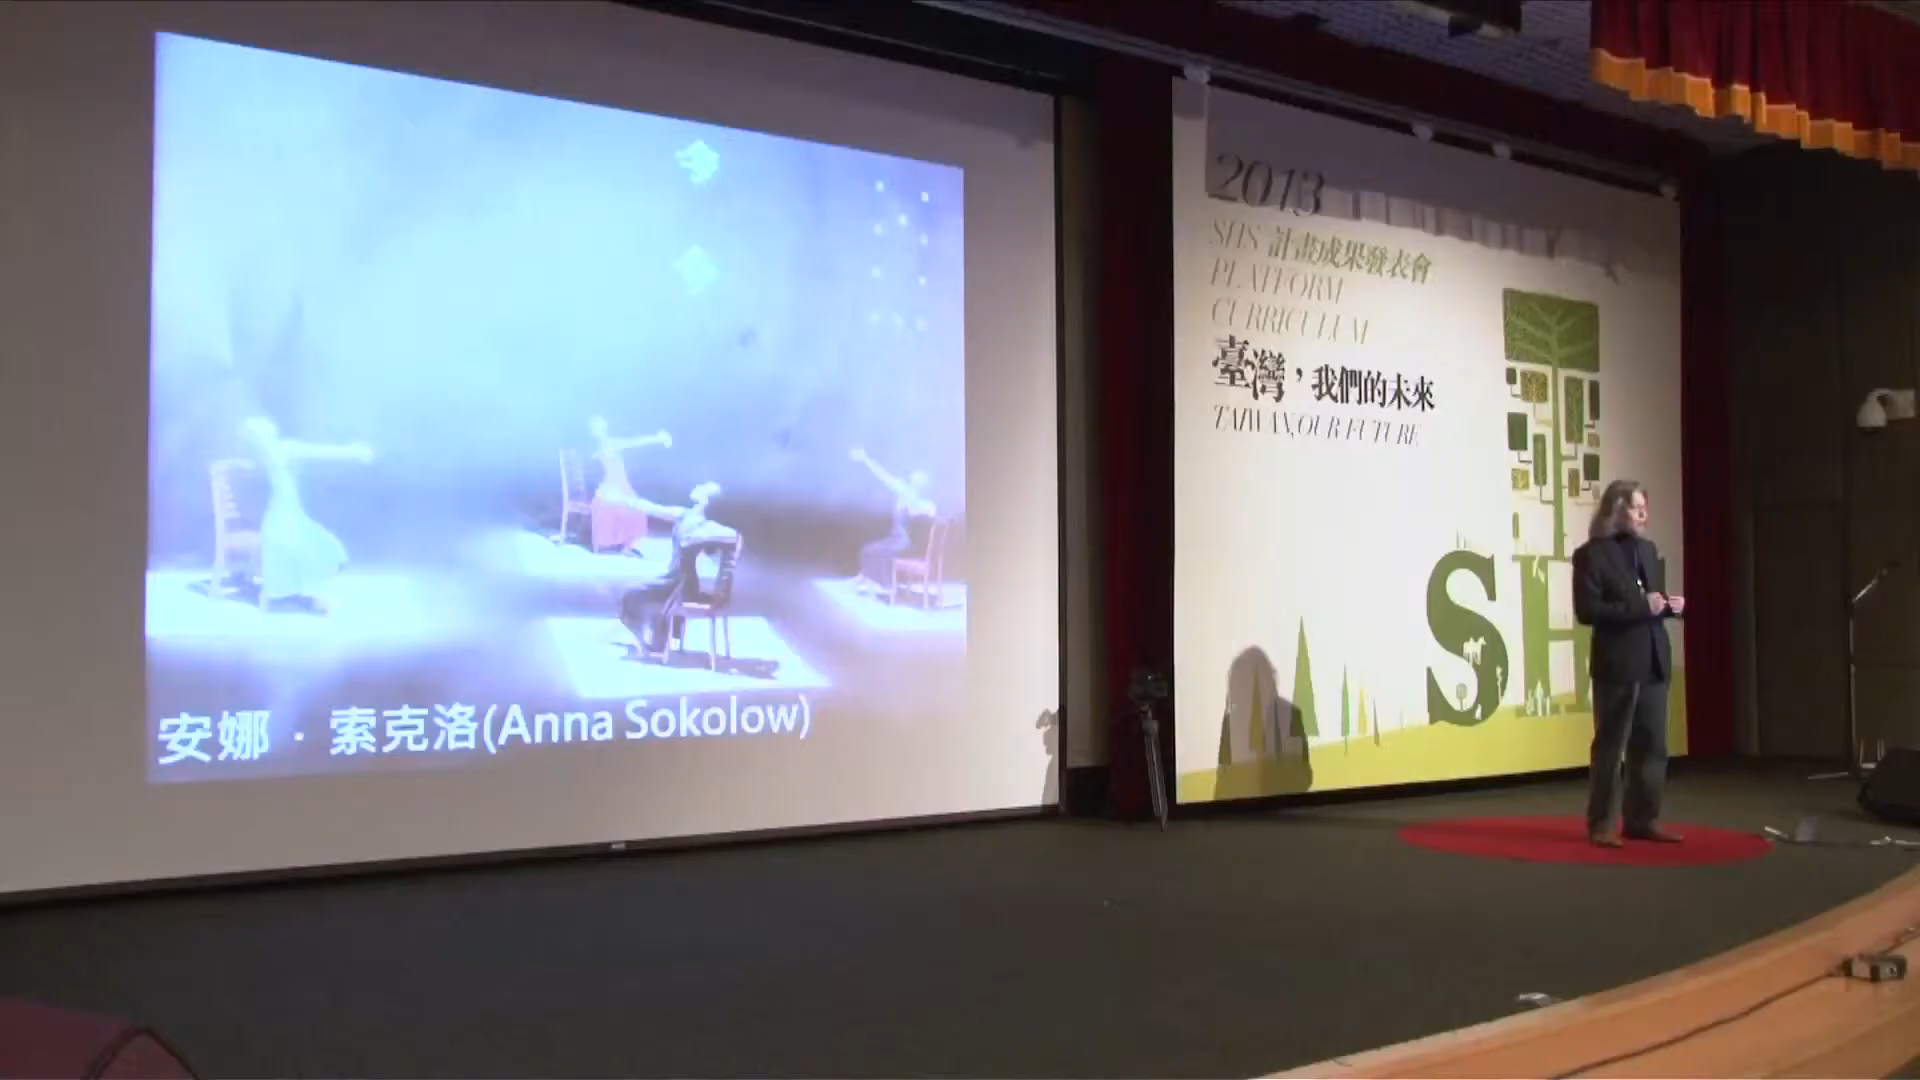 安娜·索克洛(Anna Sokolow)
2013
SHS 計畫成果發表會
PLATFORM
CURRICULUM
臺灣，我們的未來
TAIWAN, OUR FUTURE
SH